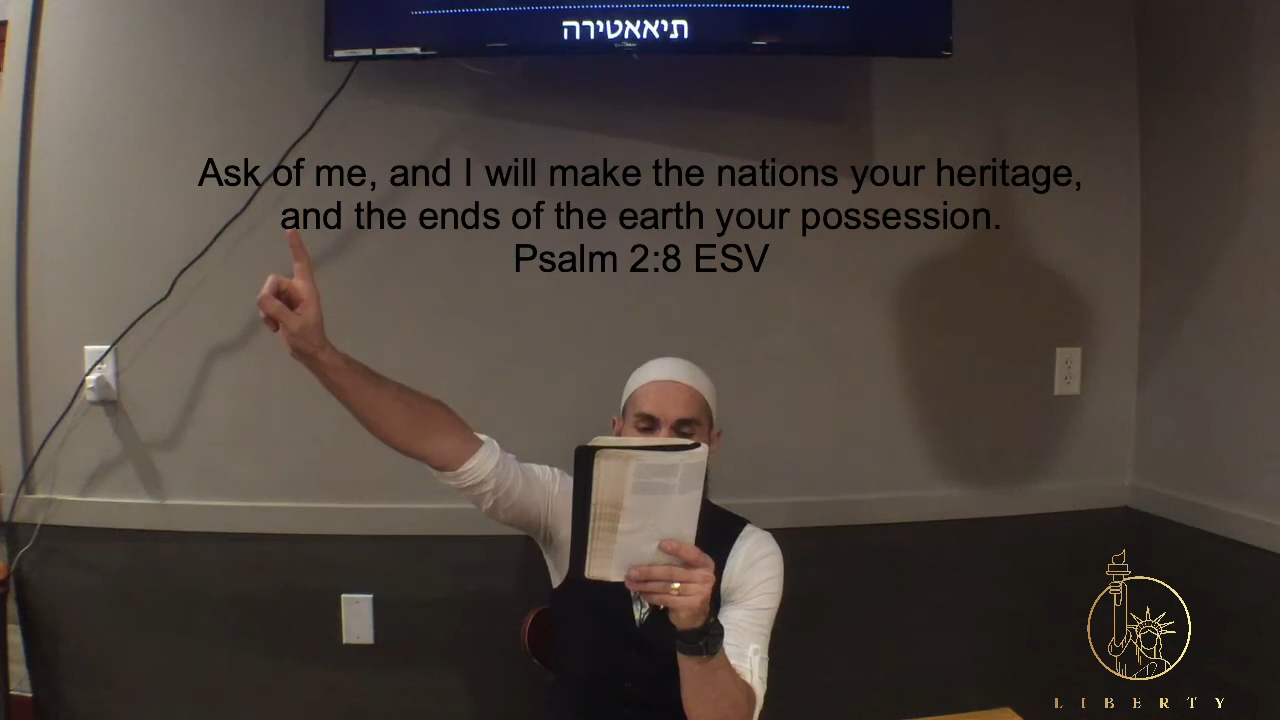 תיאאטירה
Ask of me, and I will make the nations your heritage,
and the ends of the earth your possession.
Psalm 2:8 ESV
LIBERTY